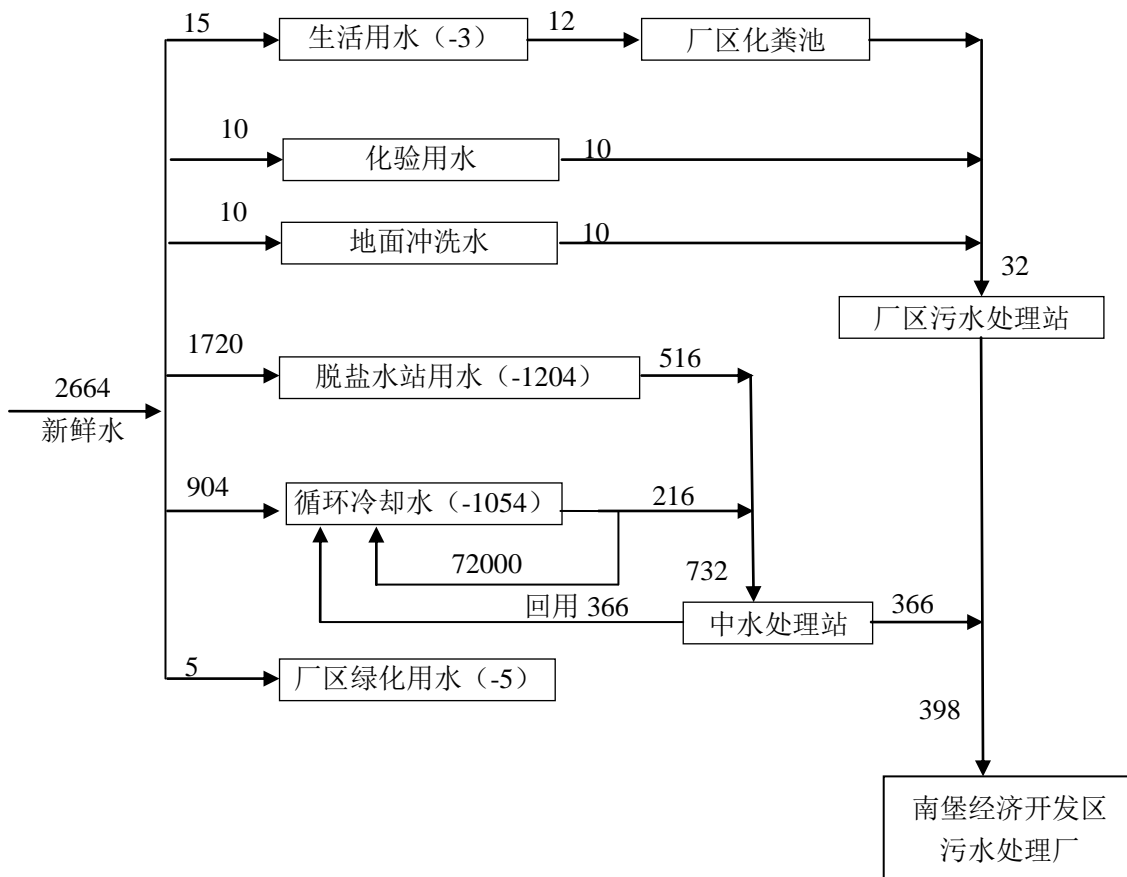 15
生活用水（-3）
12
厂区化粪池
10
化验用水
10
10
地面冲洗水
10
32
厂区污水处理站
1720
脱盐水站用水（-1204）
516
2664
新鲜水
904
循环冷却水（-1054）
216
72000
732
回用 366
中水处理站
366
5
厂区绿化用水（-5）
398
南堡经济开发区
污水处理厂